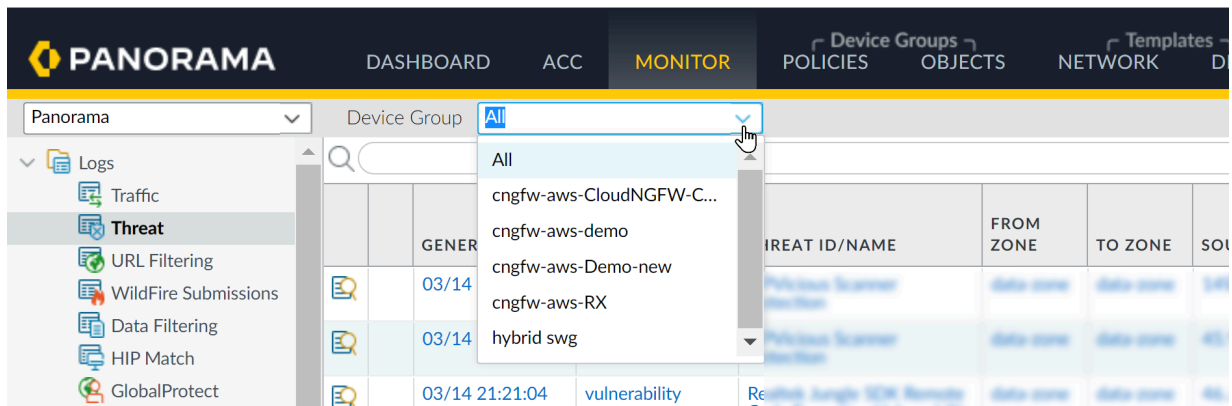 PANORAMA
DASHBOARD
ACC
MONITOR
Device Groups
POLICIES
OBJECTS
Templates
NETWORK
Panorama
Device Group
All
Logs
Traffic
Threat
URL Filtering
WildFire Submissions
Data Filtering
HIP Match
GlobalProtect
All
cngfw-aws-CloudNGFW-C...
cngfw-aws-demo
cngfw-aws-Demo-new
cngfw-aws-RX
hybrid swg
GENER
HREAT ID/NAME
FROM
ZONE
TO ZONE
SOU
03/14
03/14
03/14 21:21:04
vulnerability